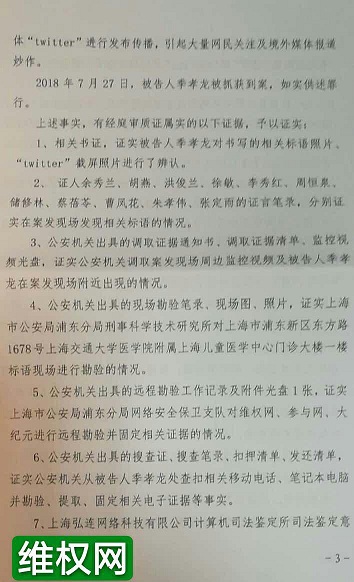 体“twitter”进行发布传播，引起大量网民关注及境外媒体报道
炒作。
2018 年 7 月 27 日，被告人季孝龙被抓获到案，如实供述罪
行。
上述事实，有经庭审质证属实的以下证据，予以证实：
1、相关书证，证实被告人季孝龙对书写的相关标语照片、
“twitter”截屏照片进行了辨认。
2、 证人余秀兰、胡燕、洪俊兰、徐敏、李秀红、周恒泉、
储修林、蔡蓓苓、曹凤花、朱孝伟、张定雨的证言笔录，分别证
实在案发现场发现相关标语的情况。
3、公安机关出具的调取证据通知书、调取证据清单、监控视
频光盘，证实公安机关调取案发现场周边监控视频及被告人季孝
龙在案发现场附近出现的情况。
4、公安机关出具的现场勘验笔录、现场图、照片，证实上海
市公安局浦东分局刑事科学技术研究所对上海市浦东新区东方路
1678 号上海交通大学医学院附属上海儿童医学中心门诊大楼一楼
标语现场进行勘验的情况。
5、公安机关出具的远程勘验工作记录及附件光盘 1 张，证实
上海市公安局浦东分局网络安全保卫支队对维权网、参与网、大
纪元进行远程勘验并固定相关证据的情况。
6、公安机关出具的搜查证、搜查笔录、扣押清单、发还清单，
证实公安机关从被告人季孝龙处查扣相关移动电话、笔记本电脑
并勘验、提取、固定相关电子证据等事实。
7、上海弘连网络科技有限公司计算机司法鉴定所司法鉴定意
- 3 -
维权网